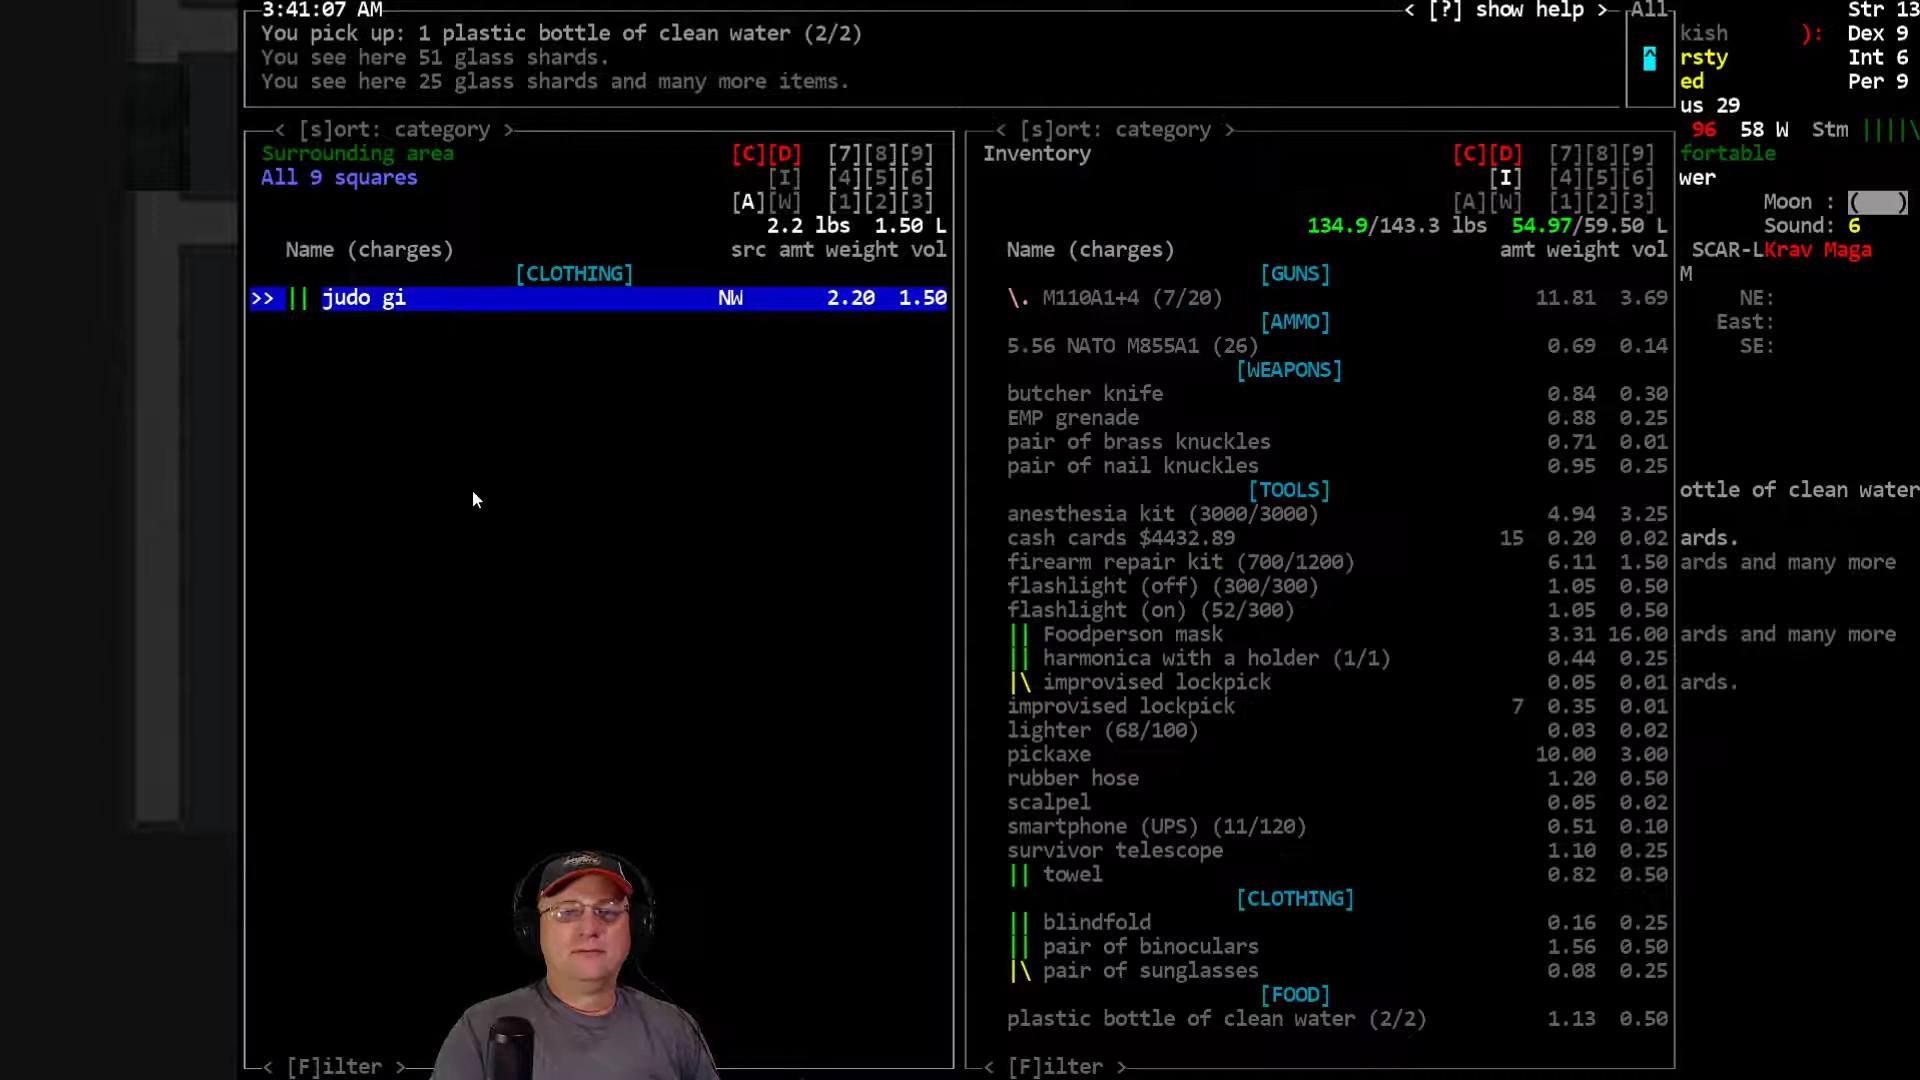 3:41:07 AM
< [?] show help >
All
Str 13
You pick up: 1 plastic bottle of clean water (2/2)
kish ): Dex 9
You see here 51 glass shards.
^
rsty Int 6
You see here 25 glass shards and many more items.
ed Per 9
us 29
< [s]ort: category >
< [s]ort: category >
96 58 W Stm ||||\
Surrounding area [C][D] [7][8][9]
Inventory [C][D] [7][8][9]
fortable
All 9 squares [I] [4][5][6]
[I] [4][5][6]
wer
[A][W] [1][2][3]
[A][W] [1][2][3]
Moon : (   )
2.2 lbs 1.50 L
134.9/143.3 lbs 54.97/59.50 L
Sound: 6
Name (charges) src amt weight vol
Name (charges) amt weight vol
SCAR-LKrav Maga
[CLOTHING]
[GUNS]
M
>> || judo gi NW 2.20 1.50
\. M110A1+4 (7/20) 11.81 3.69
NE:
[AMMO]
East:
5.56 NATO M855A1 (26) 0.69 0.14
SE:
[WEAPONS]
butcher knife 0.84 0.30
EMP grenade 0.88 0.25
pair of brass knuckles 0.71 0.01
pair of nail knuckles 0.95 0.25
[TOOLS]
ottle of clean water
anesthesia kit (3000/3000) 4.94 3.25
cash cards $4432.89 15 0.20 0.02
ards.
firearm repair kit (700/1200) 6.11 1.50
ards and many more
flashlight (off) (300/300) 1.05 0.50
flashlight (on) (52/300) 1.05 0.50
|| Foodperson mask 3.31 16.00
ards and many more
|| harmonica with a holder (1/1) 0.44 0.25
|\ improvised lockpick 0.05 0.01
ards.
improvised lockpick 7 0.35 0.01
lighter (68/100) 0.03 0.02
pickaxe 10.00 3.00
rubber hose 1.20 0.50
scalpel 0.05 0.02
smartphone (UPS) (11/120) 0.51 0.10
survivor telescope 1.10 0.25
|| towel 0.82 0.50
[CLOTHING]
|| blindfold 0.16 0.25
|| pair of binoculars 1.56 0.50
|\ pair of sunglasses 0.08 0.25
[FOOD]
plastic bottle of clean water (2/2) 1.13 0.50
< [F]ilter >
< [F]ilter >